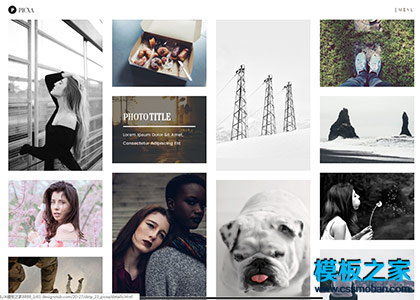 P PICXA
MENU
PHOTO TITLE
Lorem Ipsum Dolor Sit Amet,
Consectetur Adipiscing Elit
模板之家
www.cssmoban.com